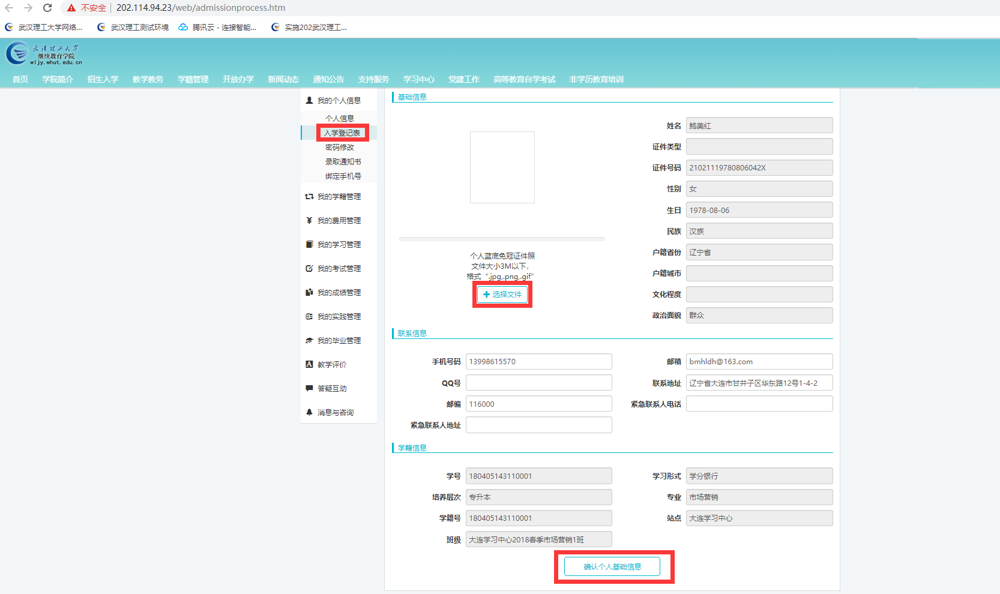 不安全 202.114.94.23/web/admissionprocess.htm
武汉理工大学网络... 武汉理工测试环境 腾讯云 - 连接智能... 实施202武汉理工...
武汉理工大学
继续教育学院
wljy.whut.edu.cn
首页 学院简介 招生入学 教学教务 学籍管理 开放办学 新闻动态 通知公告 支持服务 学习中心 党建工作 高等教育自学考试 非学历教育培训
我的个人信息
个人信息
入学登记表
密码修改
录取通知书
绑定手机号
我的学籍管理
我的费用管理
我的学习管理
我的考试管理
我的成绩管理
我的实践管理
我的毕业管理
教学评价
答疑互动
消息与咨询
基础信息
个人蓝底免冠证件照
文件大小3M以下，
格式 “.jpg,.png,.gif”
选择文件
姓名 鲍美红
证件类型
证件号码 21021119780806042X
性别 女
生日 1978-08-06
民族 汉族
户籍省份 辽宁省
户籍城市
文化程度
政治面貌 群众
联系信息
手机号码 13998615570 邮箱 bmhldh@163.com
QQ号 联系地址 辽宁省大连市甘井子区华东路12号1-4-2
邮编 116000 紧急联系人电话
紧急联系人地址
学籍信息
学号 180405143110001 学习形式 学分银行
培养层次 专升本 专业 市场营销
学籍号 180405143110001 站点 大连学习中心
班级 大连学习中心2018春季市场营销1班
确认个人基础信息